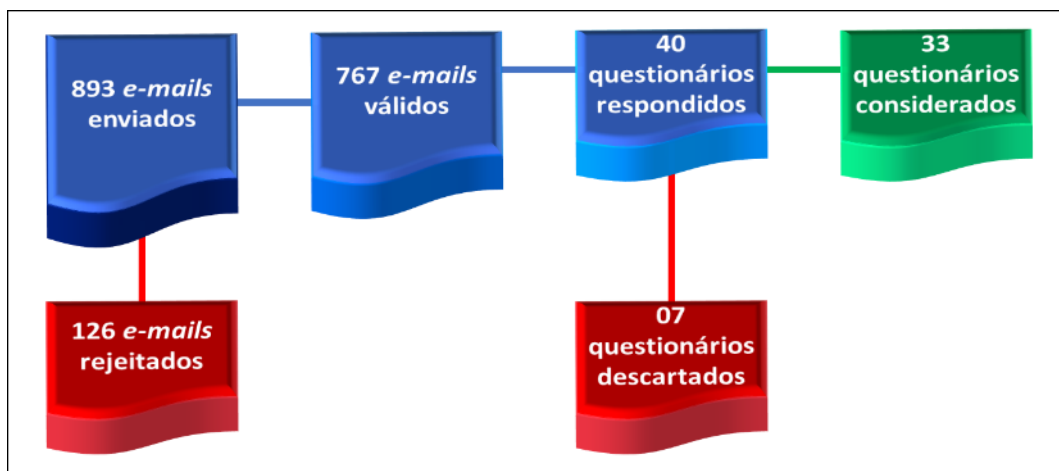 893 e-mails
enviados
767 e-mails
válidos
40
questionários
respondidos
33
questionários
considerados
126 e-mails
rejeitados
07
questionários
descartados